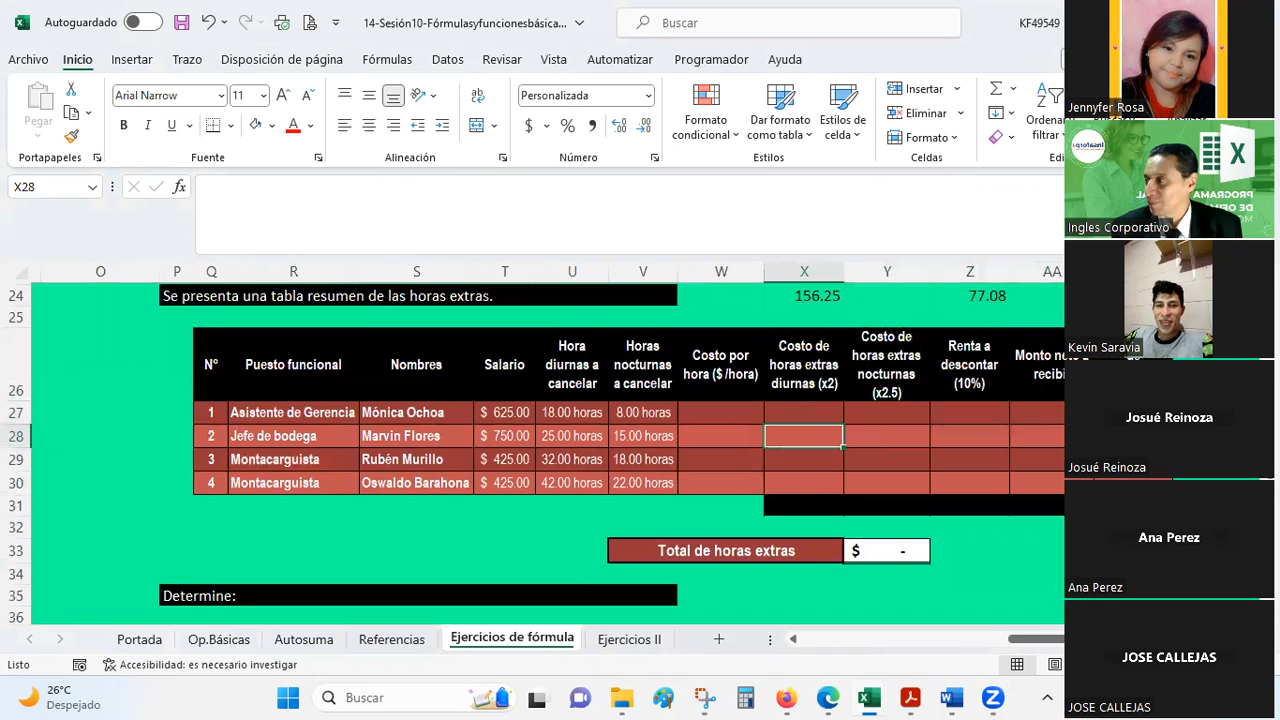 Autoguardado
14-Sesión10-Fórmulasyfuncionesbásica...
Buscar
KF49549
Archivo Inicio Insertar Trazo Disposición de página Fórmulas Datos Revisar Vista Automatizar Programador Ayuda
Pegar
Portapapeles
Arial Narrow 11
N K S
Fuente
Alineación
Personalizada
$ % 000
Número
Formato condicional
Dar formato como tabla
Estilos de celda
Estilos
Insertar
Eliminar
Formato
Celdas
Ordenar
filtrar
X28
fx
O P Q R S T U V W X Y Z AA
24 Se presenta una tabla resumen de las horas extras. 156.25 77.08
25
26 N° Puesto funcional Nombres Salario Hora diurnas a cancelar Horas nocturnas a cancelar Costo por hora ($ /hora) Costo de horas extras diurnas (x2) Costo de horas extras nocturnas (x2.5) Renta a descontar (10%) Monto ne recibi
27 1 Asistente de Gerencia Mónica Ochoa $ 625.00 18.00 horas 8.00 horas
28 2 Jefe de bodega Marvin Flores $ 750.00 25.00 horas 15.00 horas
29 3 Montacarguista Rubén Murillo $ 425.00 32.00 horas 18.00 horas
30 4 Montacarguista Oswaldo Barahona $ 425.00 42.00 horas 22.00 horas
31
32
33 Total de horas extras $ -
34
35 Determine:
36
Portada Op.Básicas Autosuma Referencias Ejercicios de fórmula Ejercicios II
Listo
Accesibilidad: es necesario investigar
26°C
Despejado
Buscar
Jennyfer Rosa
Insaforp
Ingles Corporativo
Kevin Saravia
Josué Reinoza
Josué Reinoza
Ana Perez
Ana Perez
JOSE CALLEJAS
JOSE CALLEJAS